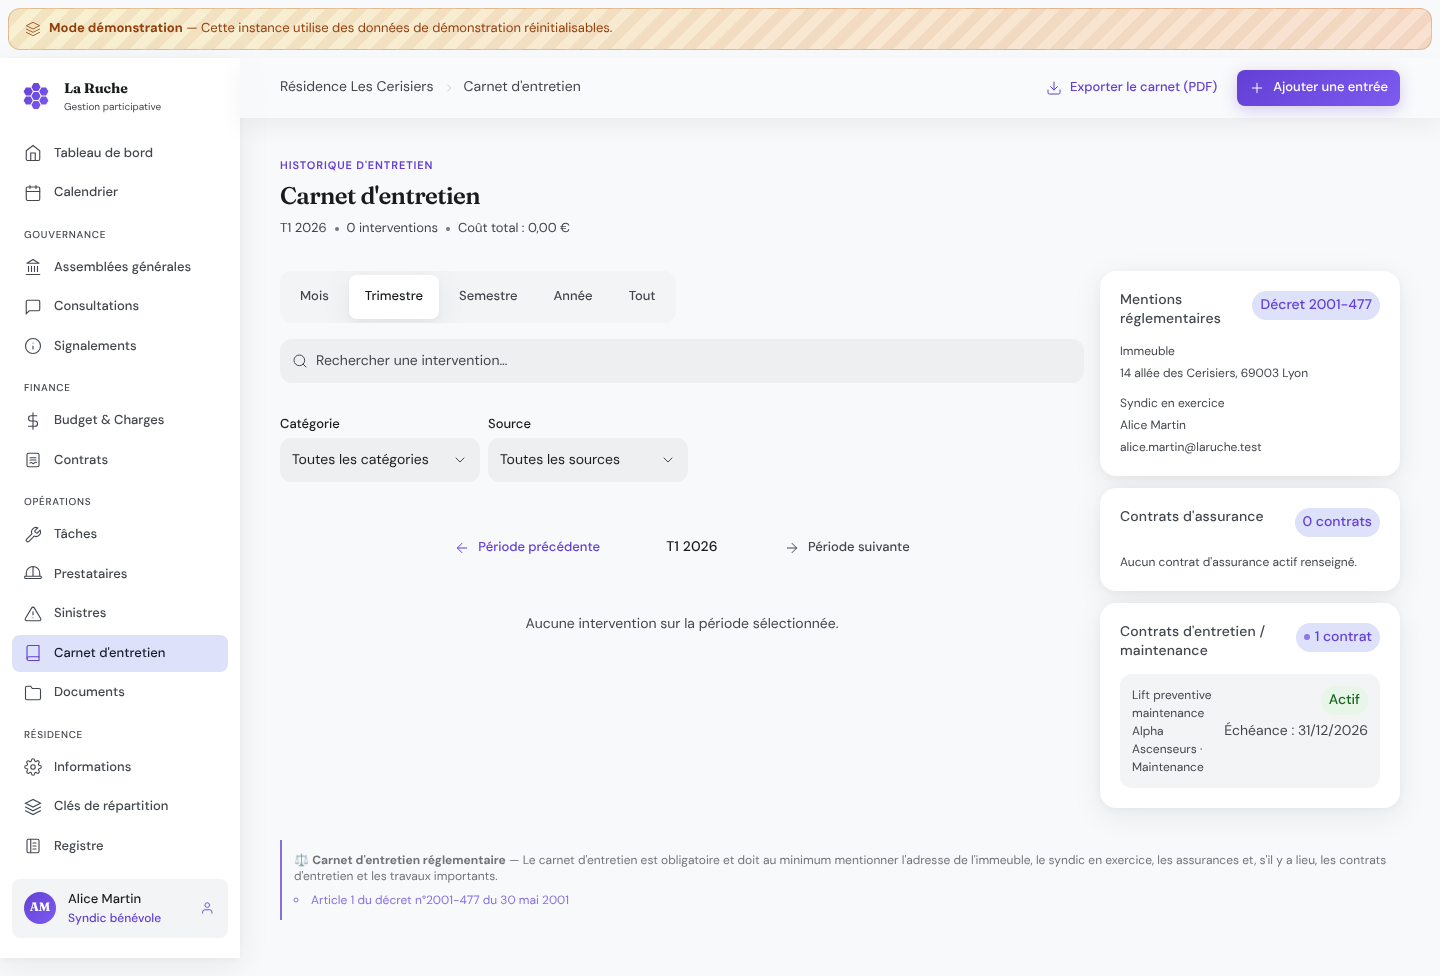 Mode démonstration — Cette instance utilise des données de démonstration réinitialisables.
La Ruche
Gestion participative
Tableau de bord
Calendrier
GOUVERNANCE
Assemblées générales
Consultations
Signalements
FINANCE
Budget & Charges
Contrats
OPÉRATIONS
Tâches
Prestataires
Sinistres
Carnet d'entretien
Documents
RÉSIDENCE
Informations
Clés de répartition
Registre
AM
Alice Martin
Syndic bénévole
Résidence Les Cerisiers > Carnet d'entretien
Exporter le carnet (PDF)
Ajouter une entrée
HISTORIQUE D'ENTRETIEN
Carnet d'entretien
T1 2026 • 0 interventions • Coût total : 0,00 €
Mois Trimestre Semestre Année Tout
Rechercher une intervention...
Catégorie Source
Toutes les catégories Toutes les sources
Période précédente T1 2026 Période suivante
Aucune intervention sur la période sélectionnée.
Mentions
réglementaires
Décret 2001-477
Immeuble
14 allée des Cerisiers, 69003 Lyon
Syndic en exercice
Alice Martin
alice.martin@laruche.test
Contrats d'assurance
0 contrats
Aucun contrat d'assurance actif renseigné.
Contrats d'entretien /
maintenance
1 contrat
Lift preventive
maintenance
Alpha
Ascenseurs ·
Maintenance
Actif
Échéance : 31/12/2026
⚖️ Carnet d'entretien réglementaire — Le carnet d'entretien est obligatoire et doit au minimum mentionner l'adresse de l'immeuble, le syndic en exercice, les assurances et, s'il y a lieu, les contrats
d'entretien et les travaux importants.
Article 1 du décret n°2001-477 du 30 mai 2001